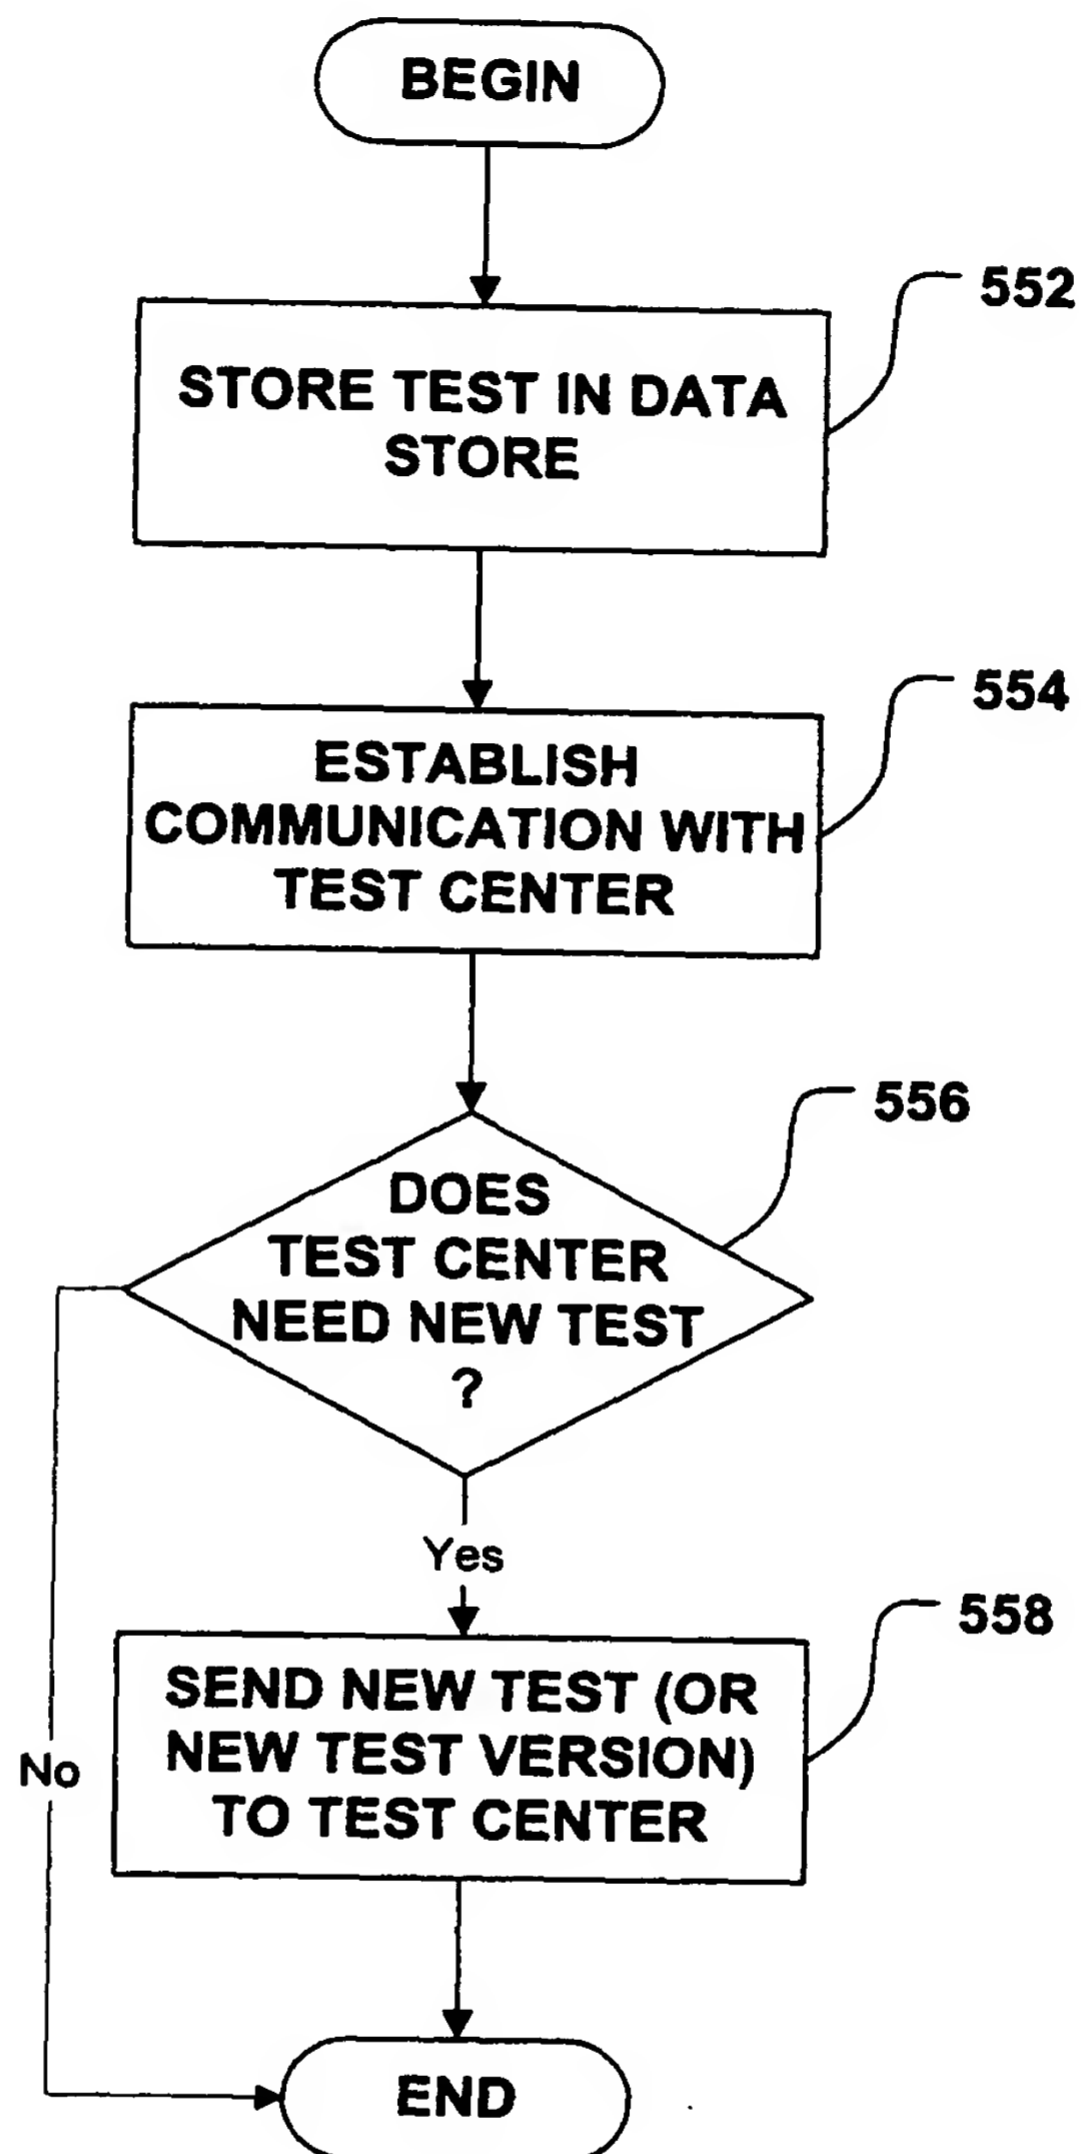 BEGIN
552
STORE TEST IN DATA
STORE
554
ESTABLISH
COMMUNICATION WITH
TEST CENTER
556
DOES
TEST CENTER
NEED NEW TEST
?
Yes
558
SEND NEW TEST (OR
NEW TEST VERSION)
TO TEST CENTER
No
END